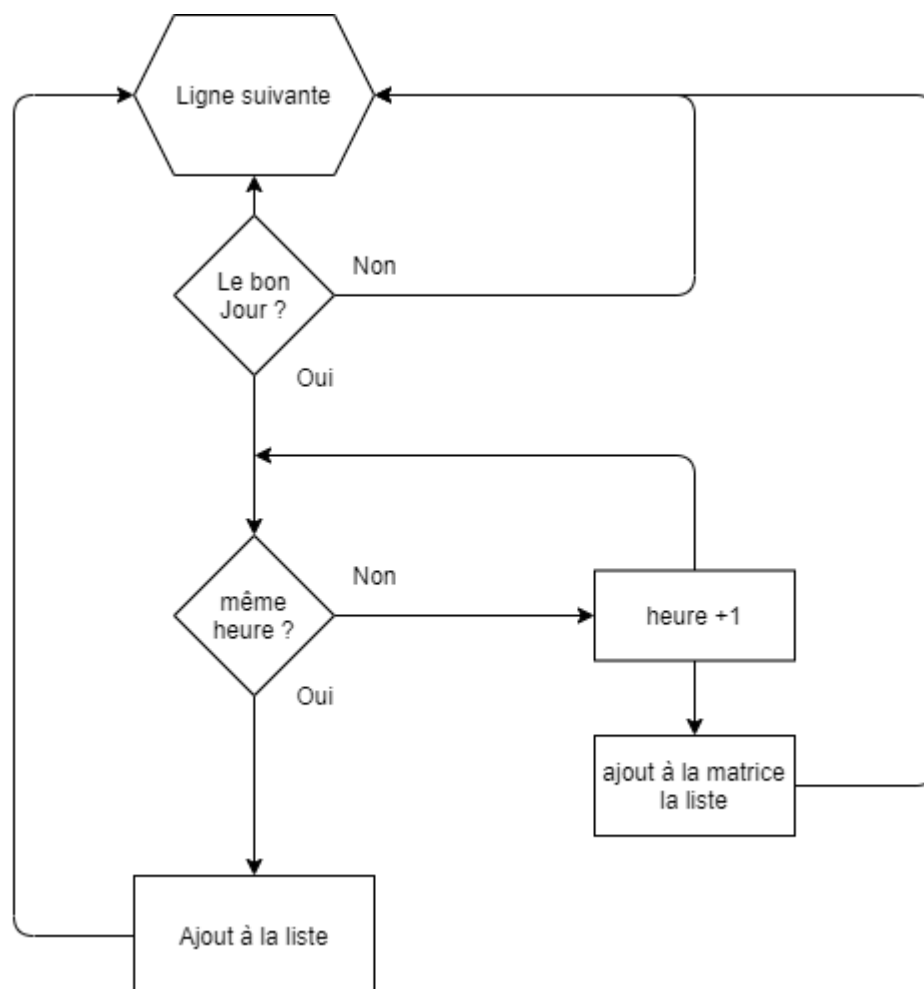 Ligne suivante
Non
Le bon
Jour ?
Oui
Non
même
heure ?
heure +1
Oui
ajout à la matrice
la liste
Ajout à la liste